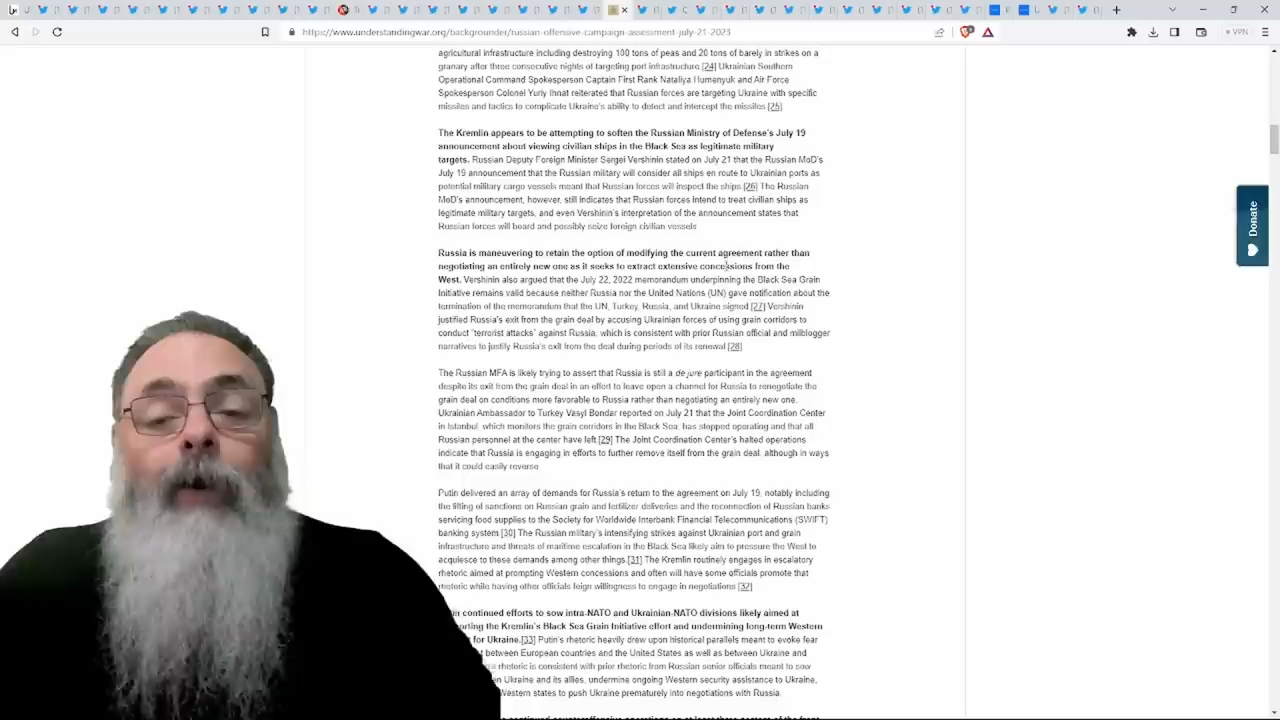 https://www.understandingwar.org/backgrounder/russian-offensive-campaign-assessment-july-21-2023
VPN
agricultural infrastructure including destroying 100 tons of peas and 20 tons of barely in strikes on a
granary after three consecutive nights of targeting port infrastructure.[24] Ukrainian Southern
Operational Command Spokesperson Captain First Rank Nataliya Humenyuk and Air Force
Spokesperson Colonel Yuriy Ihnat reiterated that Russian forces are targeting Ukraine with specific
missiles and tactics to complicate Ukraine's ability to detect and intercept the missiles.[25]
The Kremlin appears to be attempting to soften the Russian Ministry of Defense's July 19
announcement about viewing civilian ships in the Black Sea as legitimate military
targets. Russian Deputy Foreign Minister Sergei Vershinin stated on July 21 that the Russian MoD's
July 19 announcement that the Russian military will consider all ships en route to Ukrainian ports as
potential military cargo vessels meant that Russian forces will inspect the ships.[26] The Russian
MoD's announcement, however, still indicates that Russian forces intend to treat civilian ships as
legitimate military targets, and even Vershinin's interpretation of the announcement states that
Russian forces will board and possibly seize foreign civilian vessels.
Russia is maneuvering to retain the option of modifying the current agreement rather than
negotiating an entirely new one as it seeks to extract extensive concessions from the
West. Vershinin also argued that the July 22, 2022 memorandum underpinning the Black Sea Grain
Initiative remains valid because neither Russia nor the United Nations (UN) gave notification about the
termination of the memorandum that the UN, Turkey, Russia, and Ukraine signed.[27] Vershinin
justified Russia's exit from the grain deal by accusing Ukrainian forces of using grain corridors to
conduct "terrorist attacks" against Russia, which is consistent with prior Russian official and milblogger
narratives to justify Russia's exit from the deal during periods of its renewal.[28]
The Russian MFA is likely trying to assert that Russia is still a de jure participant in the agreement
despite its exit from the grain deal in an effort to leave open a channel for Russia to renegotiate the
grain deal on conditions more favorable to Russia rather than negotiating an entirely new one.
Ukrainian Ambassador to Turkey Vasyl Bondar reported on July 21 that the Joint Coordination Center
in Istanbul, which monitors the grain corridors in the Black Sea, has stopped operating and that all
Russian personnel at the center have left.[29] The Joint Coordination Center's halted operations
indicate that Russia is engaging in efforts to further remove itself from the grain deal, although in ways
that it could easily reverse.
Putin delivered an array of demands for Russia's return to the agreement on July 19, notably including
the lifting of sanctions on Russian grain and fertilizer deliveries and the reconnection of Russian banks
servicing food supplies to the Society for Worldwide Interbank Financial Telecommunications (SWIFT)
banking system.[30] The Russian military's intensifying strikes against Ukrainian port and grain
infrastructure and threats of maritime escalation in the Black Sea likely aim to pressure the West to
acquiesce to these demands among other things.[31] The Kremlin routinely engages in escalatory
rhetoric aimed at prompting Western concessions and often will have some officials promote that
rhetoric while having other officials feign willingness to engage in negotiations.[32]
continued efforts to sow intra-NATO and Ukrainian-NATO divisions likely aimed at
the Kremlin's Black Sea Grain Initiative effort and undermining long-term Western
for Ukraine.[33] Putin's rhetoric heavily drew upon historical parallels meant to evoke fear
between European countries and the United States as well as between Ukraine and
rhetoric is consistent with prior rhetoric from Russian senior officials meant to sow
Ukraine and its allies, undermine ongoing Western security assistance to Ukraine,
Western states to push Ukraine prematurely into negotiations with Russia.
continued counteroffensive operations on at least three sectors of the front
Donate